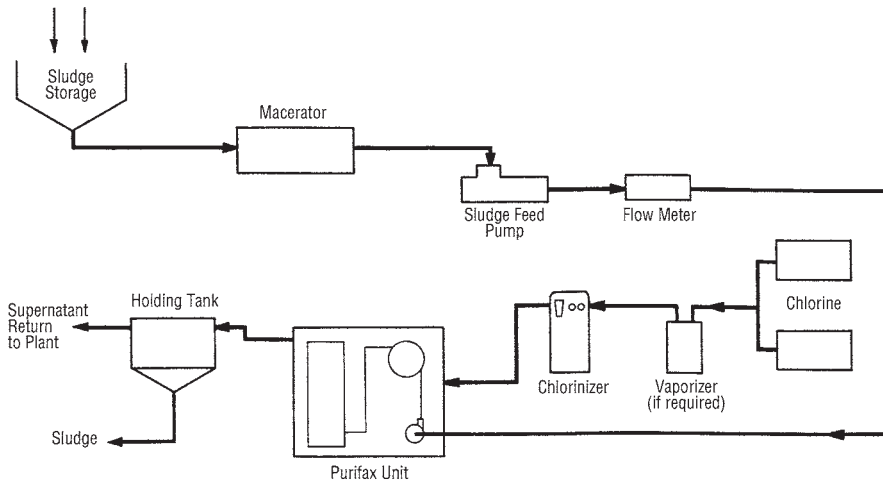 Sludge
Storage
Macerator
Sludge Feed
Pump
Flow Meter
Chlorine
Vaporizer
(if required)
Chlorinizer
Purifax Unit
Holding Tank
Supernatant
Return
to Plant
Sludge